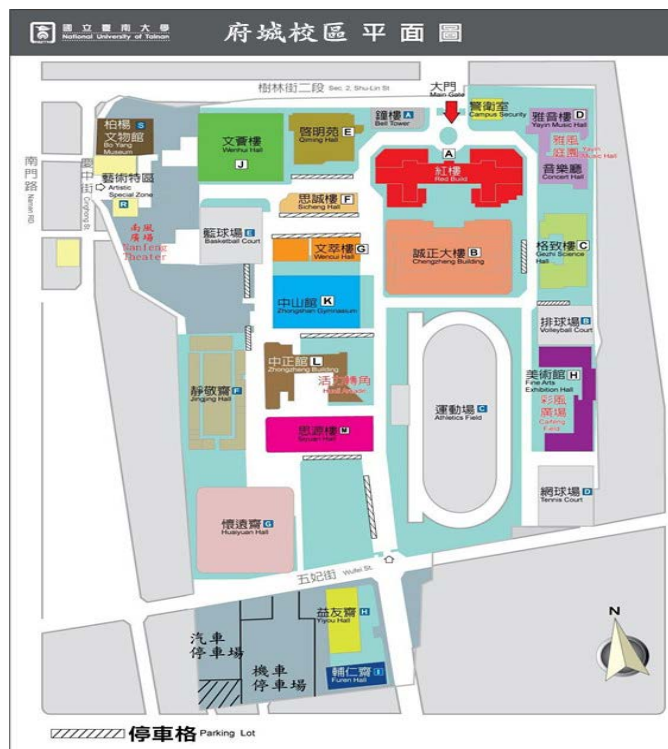 國立臺南大學
National University of Tainan
府城校區平面圖
樹林街二段 Sec. 2, Shu-Lin St
大門
Main Gate
警衛室
Campus Security
鐘樓 A
Bell Tower
雅音樓 D
Yayin Music Hall
雅風
庭園 Yayin
Music Hall
音樂廳
Concert Hall
柏楊 S
文物館
Bo Yang
Museum
文薈樓
Wenhui Hall
J
啓明苑 E
Qiming Hall
A
紅樓
Red Build
南門路
Nanmen RD
慶中街
藝術特區
Artistic
Special Zone
R
南風
廣場
Nanfeng
Theater
思誠樓 F
Sicheng Hall
籃球場 E
Basketball Court
文萃樓 G
Wencui Hall
誠正大樓 B
Chengzheng Building
格致樓 C
Gezhi Science
Hall
中山館 K
Zhongshan Gymnasium
排球場 B
Volleyball Court
中正館 L
Zhongzheng Building
活力轉角
靜敬齋 F
Jingjing Hall
運動場 C
Athletics Field
美術館 H
Fine Arts
Exhibition Hall
彩風
廣場
Caifeng
Field
思源樓 M
Siyuan Hall
網球場 D
Tennis Court
懷遠齋 G
Huaiyuan Hall
五妃街 Wufei St.
益友齋 H
Yiyou Hall
汽車
停車場
機車
停車場
輔仁齋 I
Furen Hall
N
停車格 Parking Lot